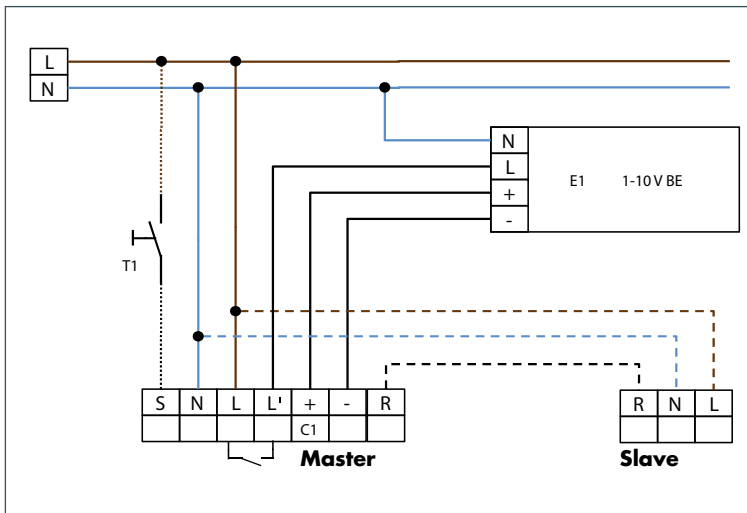 L
N
N
L
E1 1-10 V BE
+
-
T1
S N L L' + - R
C1
R N L
Master
Slave